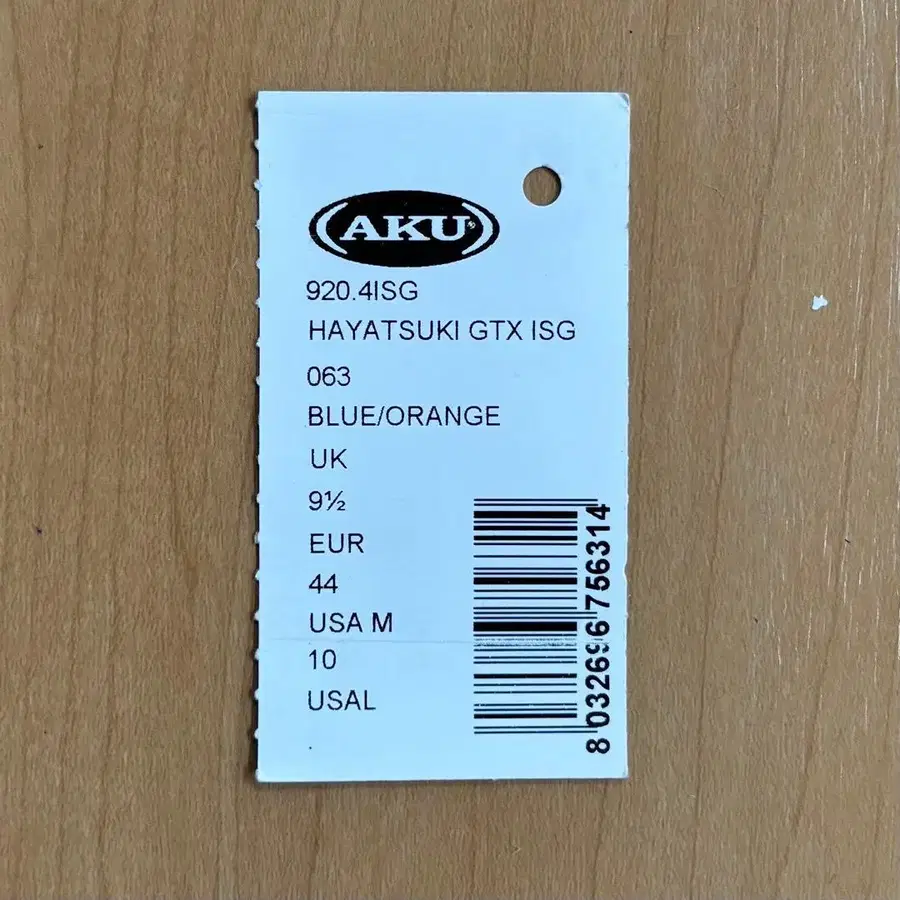 AKU®
920.4ISG
HAYATSUKI GTX ISG
063
BLUE/ORANGE
UK
9½
EUR
44
USA M
10
USAL
8 032696 756314